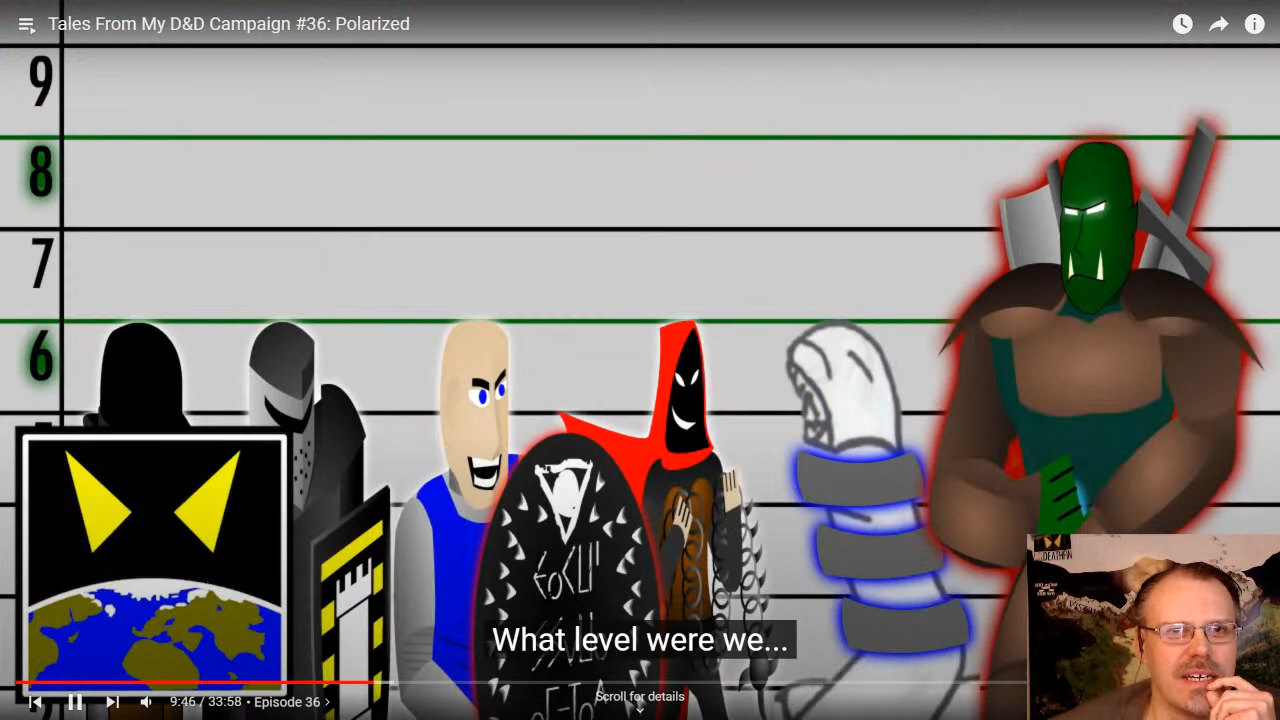 Tales From My D&D Campaign #36: Polarized
9
8
7
6
What level were we...
Scroll for details
9:46 / 33:58 • Episode 36 >